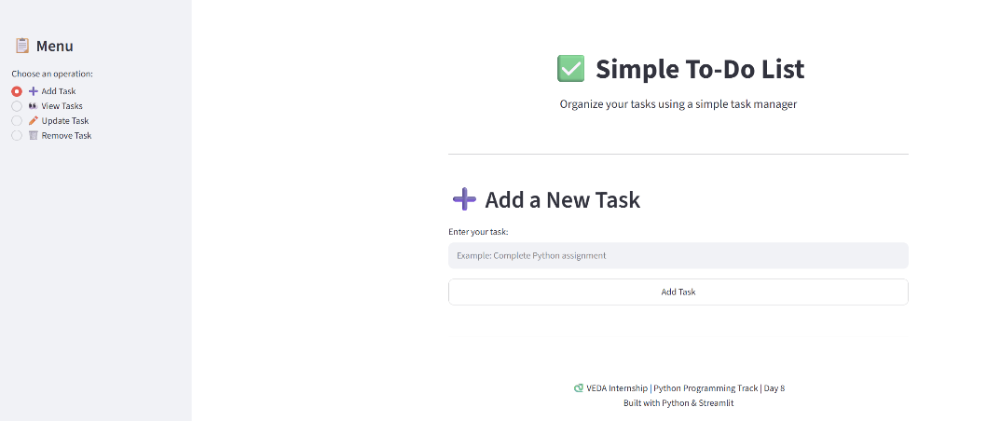 📋 Menu
Choose an operation:
➕ Add Task
👀 View Tasks
✏️ Update Task
🗑️ Remove Task
✅ Simple To-Do List
Organize your tasks using a simple task manager
➕ Add a New Task
Enter your task:
Example: Complete Python assignment
Add Task
VEDA Internship | Python Programming Track | Day 8
Built with Python & Streamlit